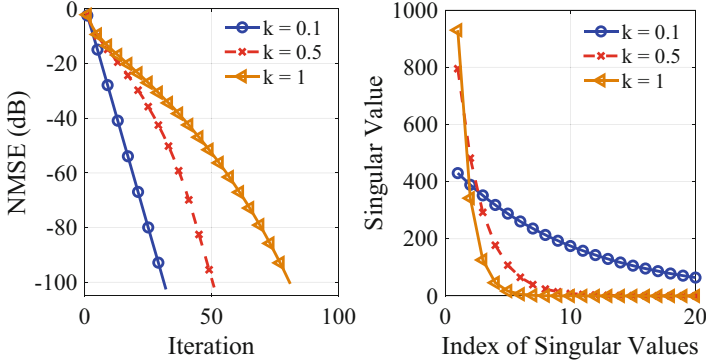 NMSE (dB)
0
-20
-40
-60
-80
-100
0
50
100
Iteration
k = 0.1
k = 0.5
k = 1
Singular Value
1000
800
600
400
200
0
0
10
20
Index of Singular Values
k = 0.1
k = 0.5
k = 1